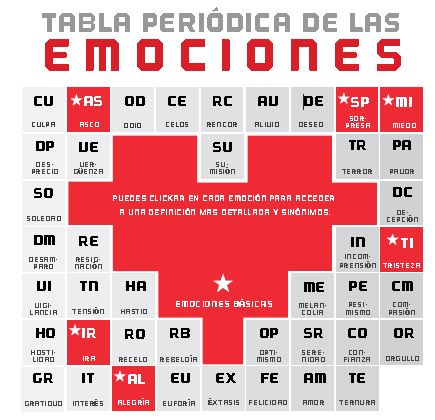 TABLA PERIÓDICA DE LAS
EMOCIONES
CU AS OD CE RC AU DE SP MI
CULPA ASCO ODIO CELOS RENCOR ALIVIO DESEO SOR-PRESA MIEDO
DP VE SU TR PA
DES-PRECIO VER-GÜENZA SU-MISIÓN TERROR PAVOR
SO DC
SOLEDAD DE-CEPCIÓN
PUEDES CLICKAR EN CADA EMOCIÓN PARA ACCEDER
A UNA DEFINICIÓN MAS DETALLADA Y SINÓNIMOS.
DM RE IN TI
DESAM-PARO RESIG-NACIÓN INCOM-PRENSIÓN TRISTEZA
VI TN HA ME PE CM
VIGI-LANCIA TENSIÓN HASTIO MELAN-COLIA PESI-MISMO COM-PASIÓN
EMOCIONES BÁSICAS
HO IR RO RB OP SR CO OR
HOSTI-LIDAD IRA RECELO REBELDÍA OPTI-MISMO SERE-NIDAD CON-FIANZA ORGULLO
GR IT AL EU EX FE AM TE
GRATITUD INTERÉS ALEGRÍA EUFORÍA ÉXTASIS FELICIDAD AMOR TERNURA